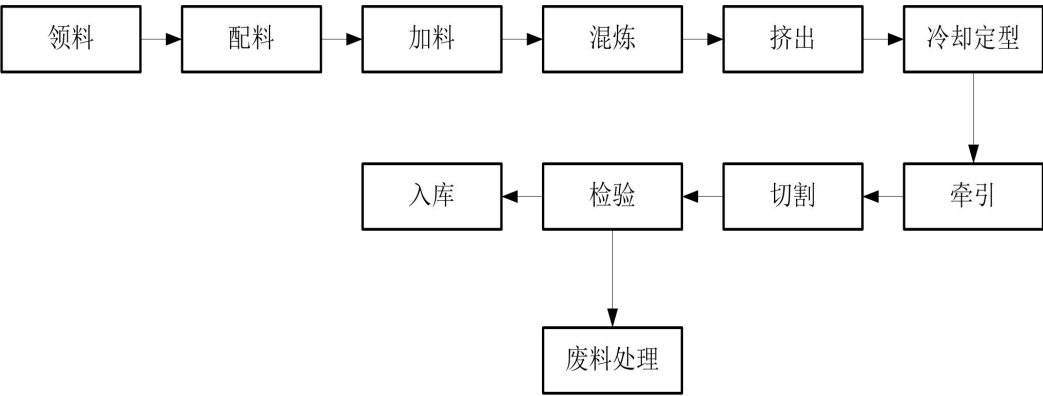 领料
配料
加料
混炼
挤出
冷却定型
牵引
切割
检验
入库
废料处理